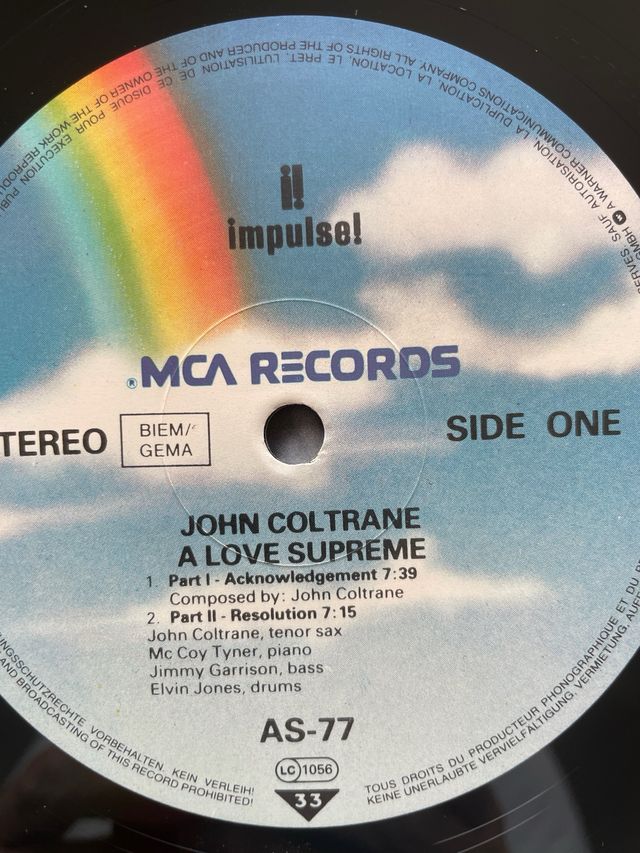 impulse!
® MCA RECORDS
TEREO
BIEM/
GEMA
SIDE ONE
JOHN COLTRANE
A LOVE SUPREME
1. Part I - Acknowledgement 7:39
Composed by: John Coltrane
2. Part II - Resolution 7:15
John Coltrane, tenor sax
Mc Coy Tyner, piano
Jimmy Garrison, bass
Elvin Jones, drums
AS-77
LC 1056
33
EXECUTION PUB
DISQUE POUR
L'UTILISATION DE CE
LE PRET,
LA LOCATION,
LA DUPLICATION,
SAUF AUTORISATION
ERVES
OF THE WORK REPRODU
ALL RIGHTS OF THE PRODUCER AND OF THE OWNER
A WARNER COMMUNICATIONS COMPANY
GMBH
UNGSSCHUTZRECHTE VORBEHALTEN. KEIN VERLEIH!
AND BROADCASTING OF THIS RECORD PROHIBITED!
TOUS DROITS DU PRODUCTEUR PHONOGRAPHIQUE ET DU
KEINE UNERLAUBTE VERVIELFÄLTIGUNG, VERMIETUNG,